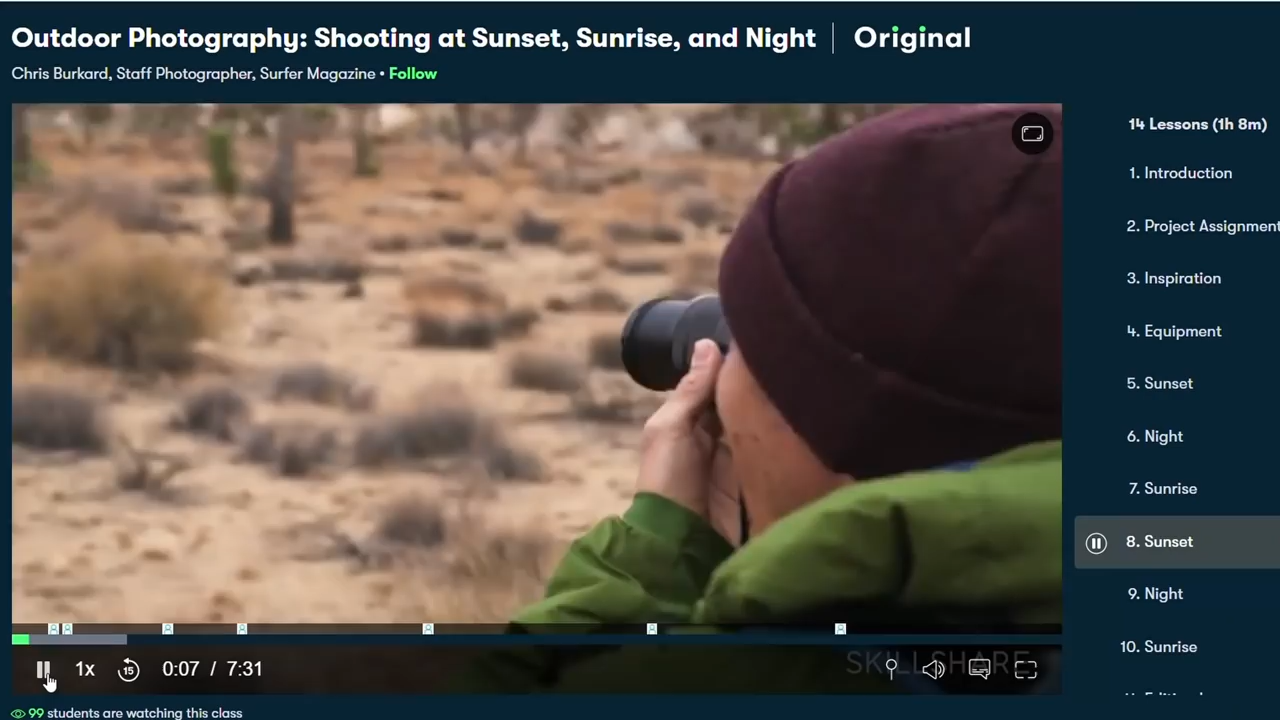 Outdoor Photography: Shooting at Sunset, Sunrise, and Night | Original
Chris Burkard, Staff Photographer, Surfer Magazine • Follow
14 Lessons (1h 8m)
1. Introduction
2. Project Assignment
3. Inspiration
4. Equipment
5. Sunset
6. Night
7. Sunrise
8. Sunset
9. Night
10. Sunrise
SKILLSHARE
1x 15 0:07 / 7:31
99 students are watching this class